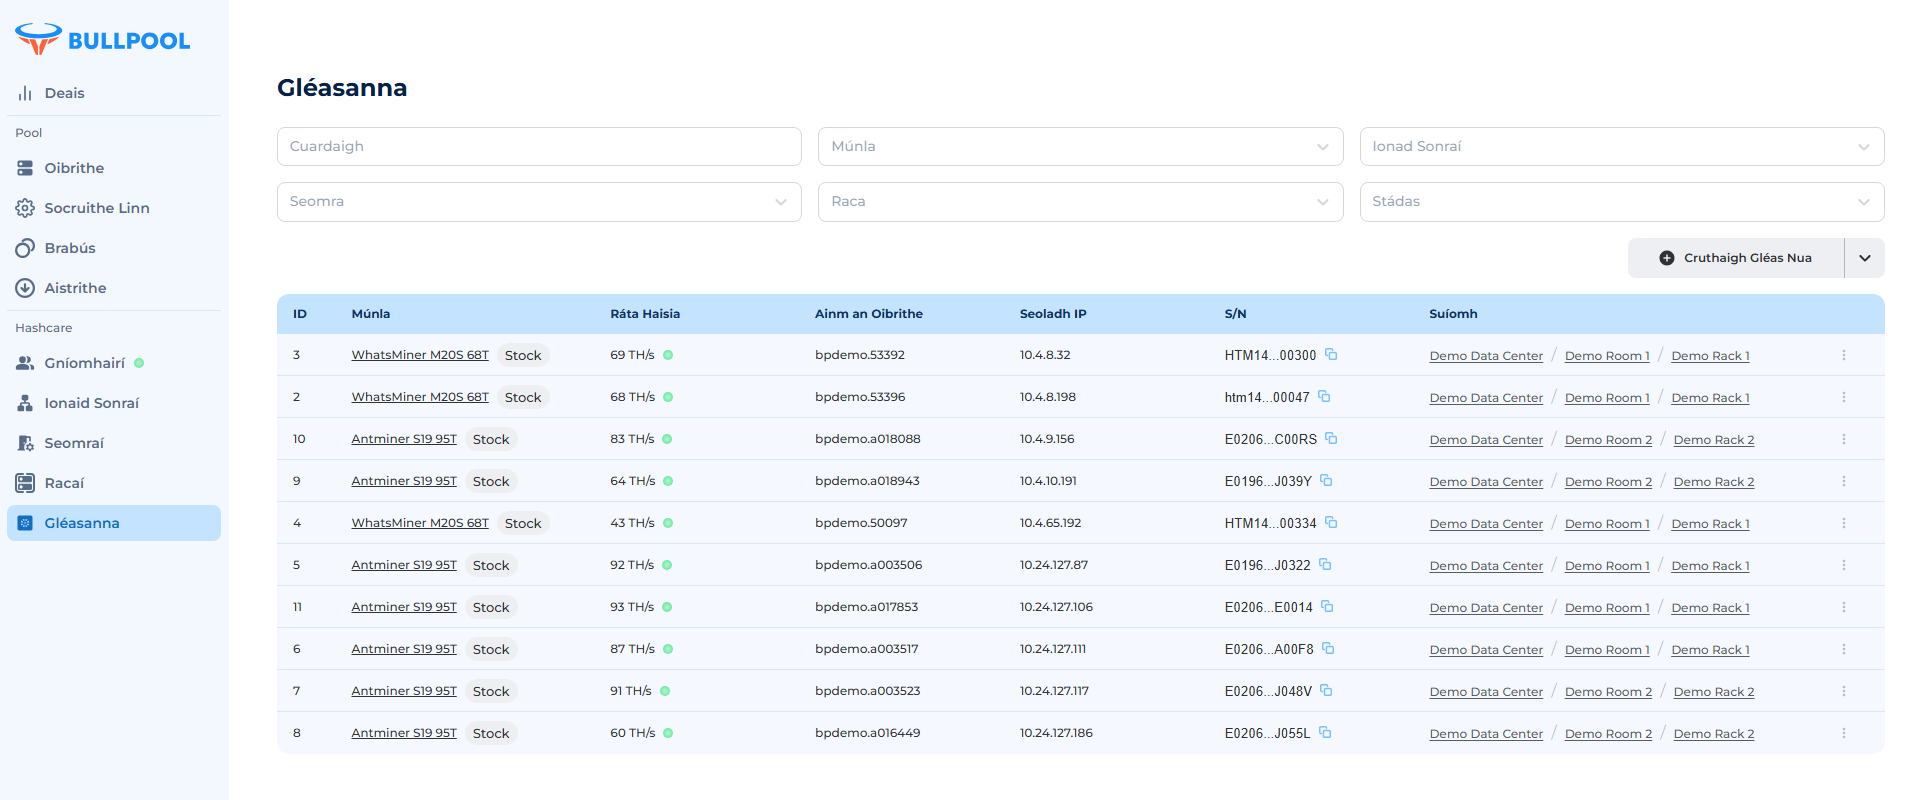 BULLPOOL
Deais
Pool
Oibrithe
Socruithe Linn
Brabús
Aistrithe
Hashcare
Gníomhairí
Ionaid Sonraí
Seomraí
Racaí
Gléasanna
Gléasanna
Cuardaigh Múnla Ionad Sonraí
Seomra Raca Stádas
Cruthaigh Gléas Nua
ID Múnla Ráta Haisia Ainm an Oibrithe Seoladh IP S/N Suíomh
3 WhatsMiner M20S 68T Stock 69 TH/s bpdemo.53392 10.4.8.32 HTM14...00300 Demo Data Center / Demo Room 1 / Demo Rack 1
2 WhatsMiner M20S 68T Stock 68 TH/s bpdemo.53396 10.4.8.198 htm14...00047 Demo Data Center / Demo Room 1 / Demo Rack 1
10 Antminer S19 95T Stock 83 TH/s bpdemo.a018088 10.4.9.156 E0206...C00RS Demo Data Center / Demo Room 2 / Demo Rack 2
9 Antminer S19 95T Stock 64 TH/s bpdemo.a018943 10.4.10.191 E0196...J039Y Demo Data Center / Demo Room 2 / Demo Rack 2
4 WhatsMiner M20S 68T Stock 43 TH/s bpdemo.50097 10.4.65.192 HTM14...00334 Demo Data Center / Demo Room 1 / Demo Rack 1
5 Antminer S19 95T Stock 92 TH/s bpdemo.a003506 10.24.127.87 E0196...J0322 Demo Data Center / Demo Room 1 / Demo Rack 1
11 Antminer S19 95T Stock 93 TH/s bpdemo.a017853 10.24.127.106 E0206...E0014 Demo Data Center / Demo Room 1 / Demo Rack 1
6 Antminer S19 95T Stock 87 TH/s bpdemo.a003517 10.24.127.111 E0206...A00F8 Demo Data Center / Demo Room 1 / Demo Rack 1
7 Antminer S19 95T Stock 91 TH/s bpdemo.a003523 10.24.127.117 E0206...J048V Demo Data Center / Demo Room 2 / Demo Rack 2
8 Antminer S19 95T Stock 60 TH/s bpdemo.a016449 10.24.127.186 E0206...J055L Demo Data Center / Demo Room 2 / Demo Rack 2